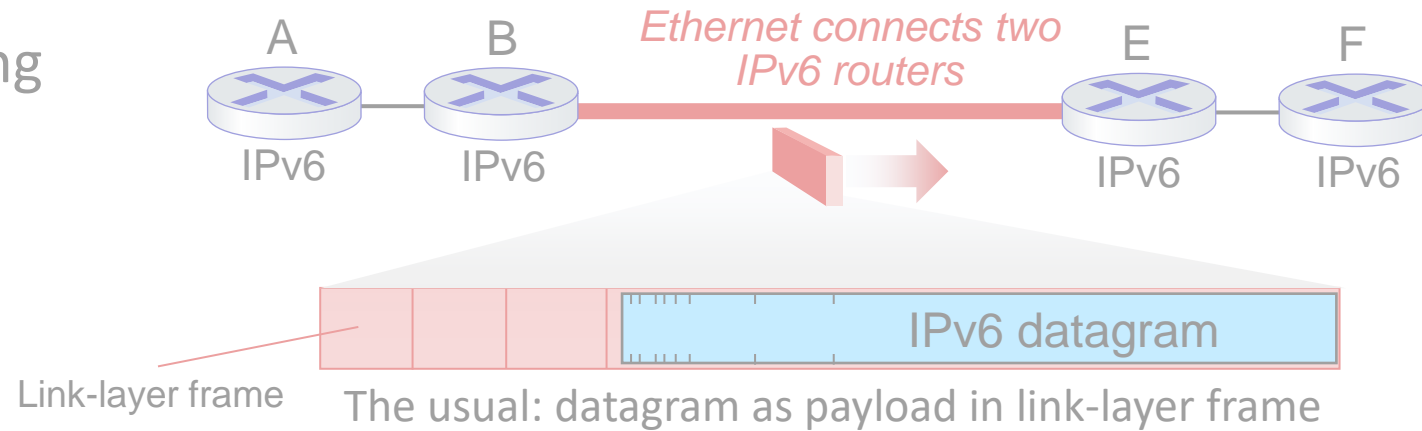 ng
A
B
Ethernet connects two
IPv6 routers
E
F
IPv6
IPv6
IPv6
IPv6
IPv6 datagram
Link-layer frame
The usual: datagram as payload in link-layer frame